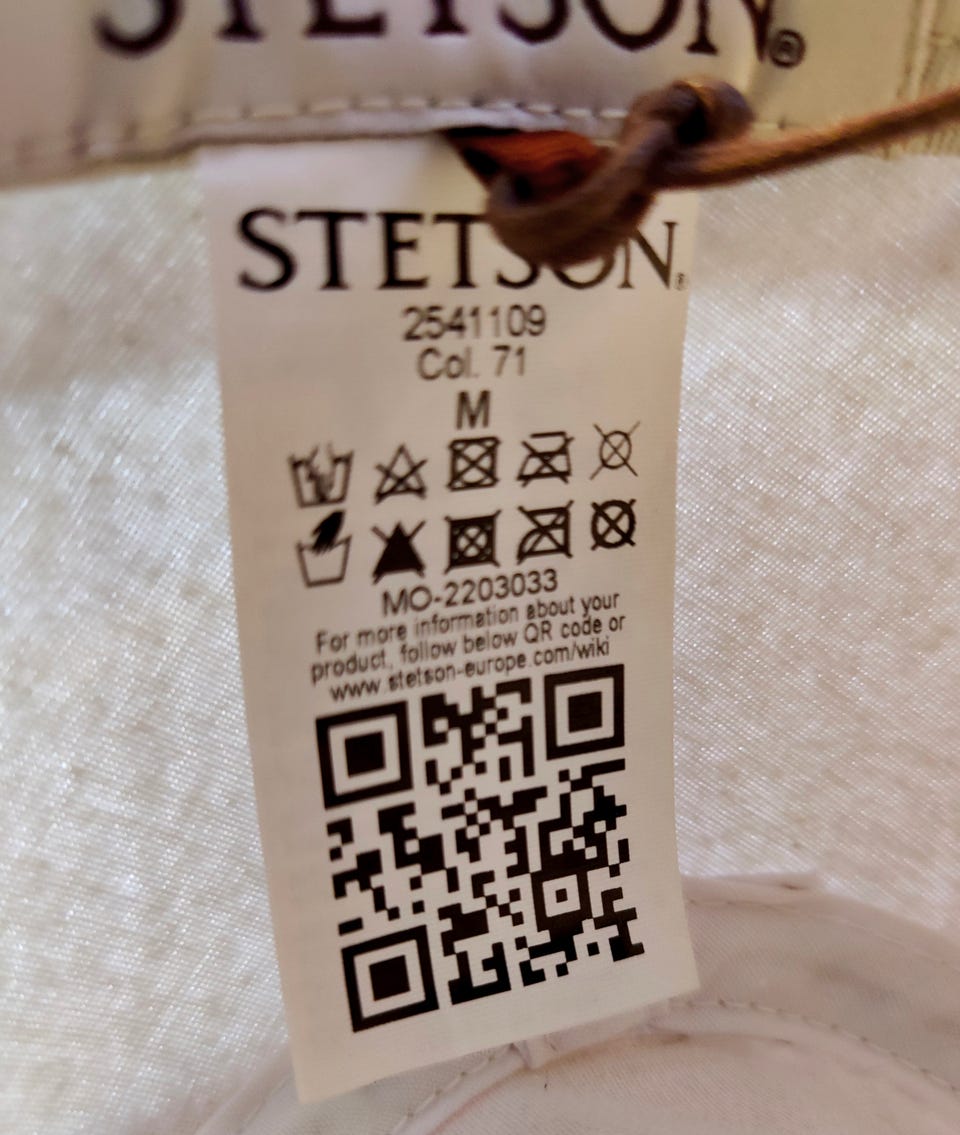 STETSON®
STETSON®
2541109
Col. 71
M
MO-2203033
For more information about your
product, follow below QR code or
www.stetson-europe.com/wiki